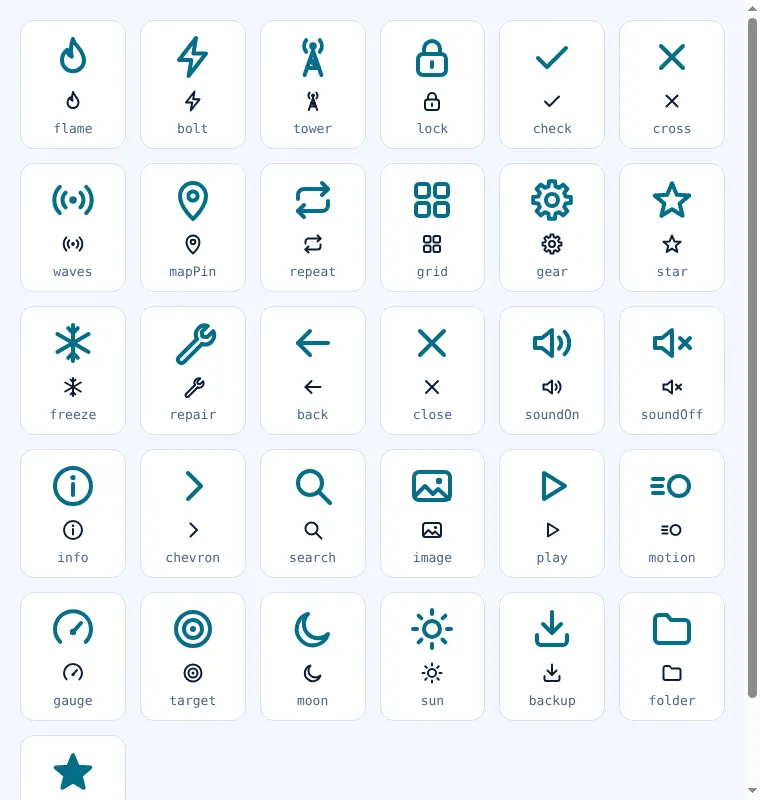 flame bolt tower lock check cross
waves mapPin repeat grid gear star
freeze repair back close soundOn soundOff
info chevron search image play motion
gauge target moon sun backup folder